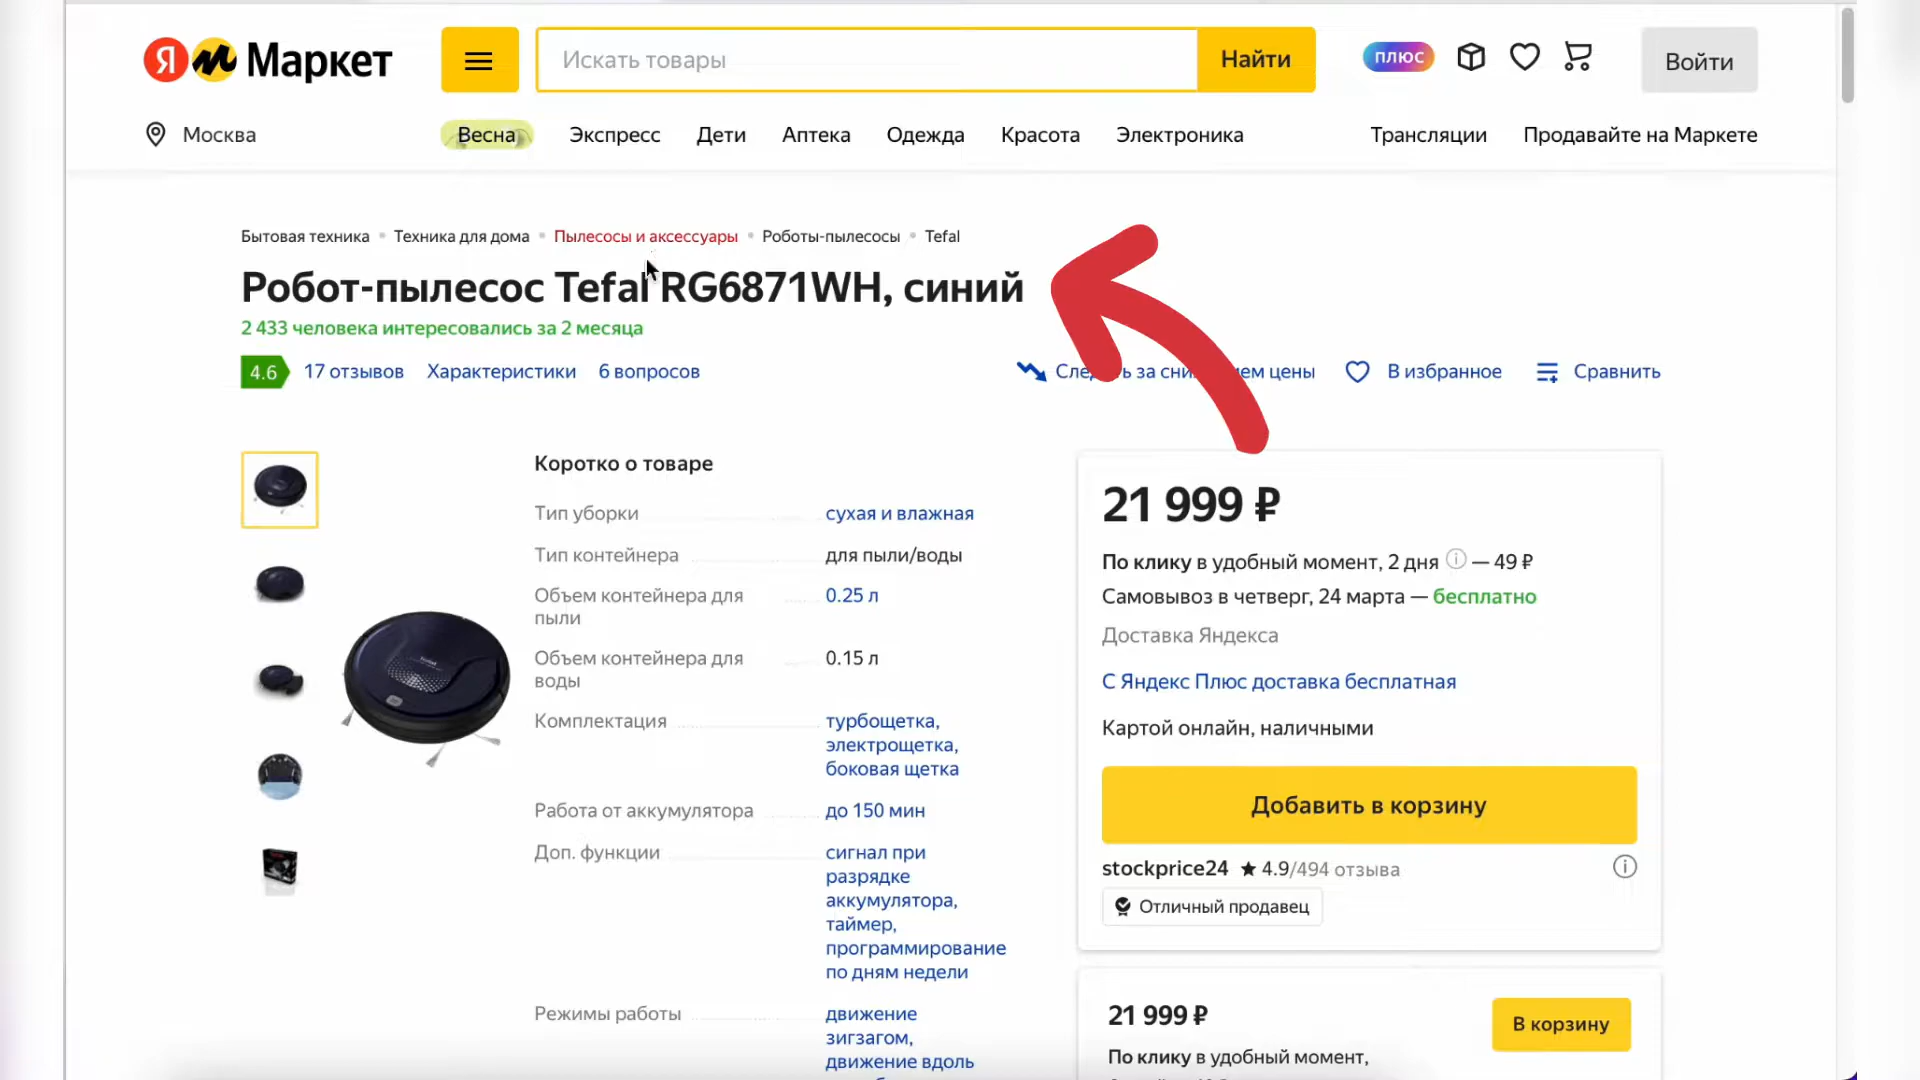 Я М Маркет
Искать товары
Найти
плюс
Войти
Москва
Весна
Экспресс
Дети
Аптека
Одежда
Красота
Электроника
Трансляции
Продавайте на Маркете
Бытовая техника • Техника для дома • Пылесосы и аксессуары • Роботы-пылесосы • Tefal
Робот-пылесос Tefal RG6871WH, синий
2 433 человека интересовались за 2 месяца
4.6
17 отзывов
Характеристики
6 вопросов
за
цены
В избранное
Сравнить
Коротко о товаре
Тип уборки сухая и влажная
Тип контейнера для пыли/воды
Объем контейнера для 0.25 л
пыли
Объем контейнера для 0.15 л
воды
Комплектация турбощетка,
электрощетка,
боковая щетка
Работа от аккумулятора до 150 мин
Доп. функции сигнал при
разрядке
аккумулятора,
таймер,
программирование
по дням недели
Режимы работы движение
зигзагом,
движение вдоль
21 999 ₽
По клику в удобный момент, 2 дня — 49 ₽
Самовывоз в четверг, 24 марта — бесплатно
Доставка Яндекса
С Яндекс Плюс доставка бесплатная
Картой онлайн, наличными
Добавить в корзину
stockprice24 ★ 4.9/494 отзыва
Отличный продавец
21 999 ₽
В корзину
По клику в удобный момент,